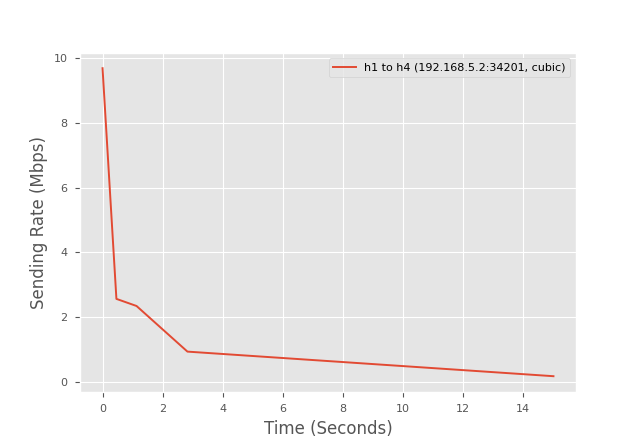 h1 to h4 (192.168.5.2:34201, cubic)
Sending Rate (Mbps)
10
8
6
4
2
0
0 2 4 6 8 10 12 14
Time (Seconds)